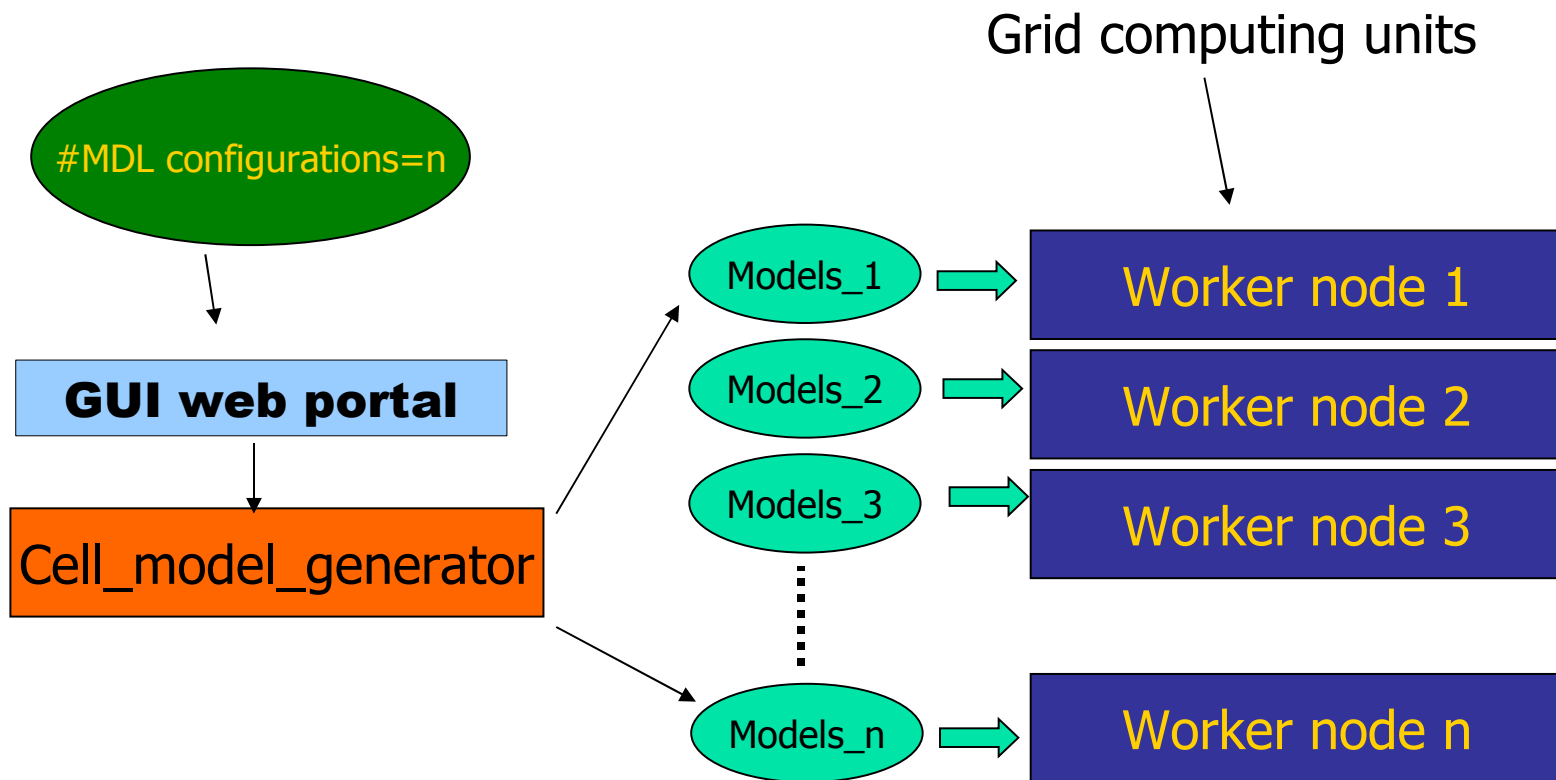 Grid computing units
#MDL configurations=n
GUI web portal
Cell_model_generator
Models_1
Worker node 1
Models_2
Worker node 2
Models_3
Worker node 3
Models_n
Worker node n